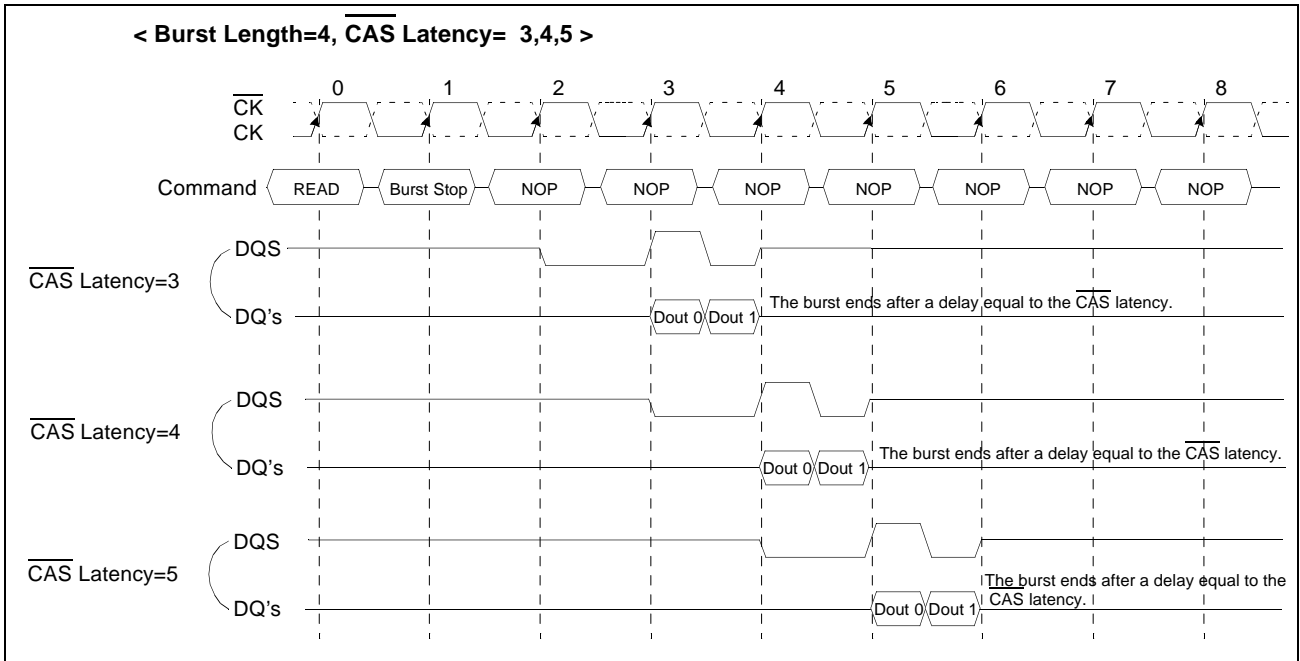 < Burst Length=4, CAS Latency= 3,4,5 >
0 1 2 3 4 5 6 7 8
CK
CK
Command READ Burst Stop NOP NOP NOP NOP NOP NOP NOP
DQS
CAS Latency=3
DQ's Dout 0 Dout 1 The burst ends after a delay equal to the CAS latency.
DQS
CAS Latency=4
DQ's Dout 0 Dout 1 The burst ends after a delay equal to the CAS latency.
DQS
CAS Latency=5
DQ's Dout 0 Dout 1 The burst ends after a delay equal to the
CAS latency.